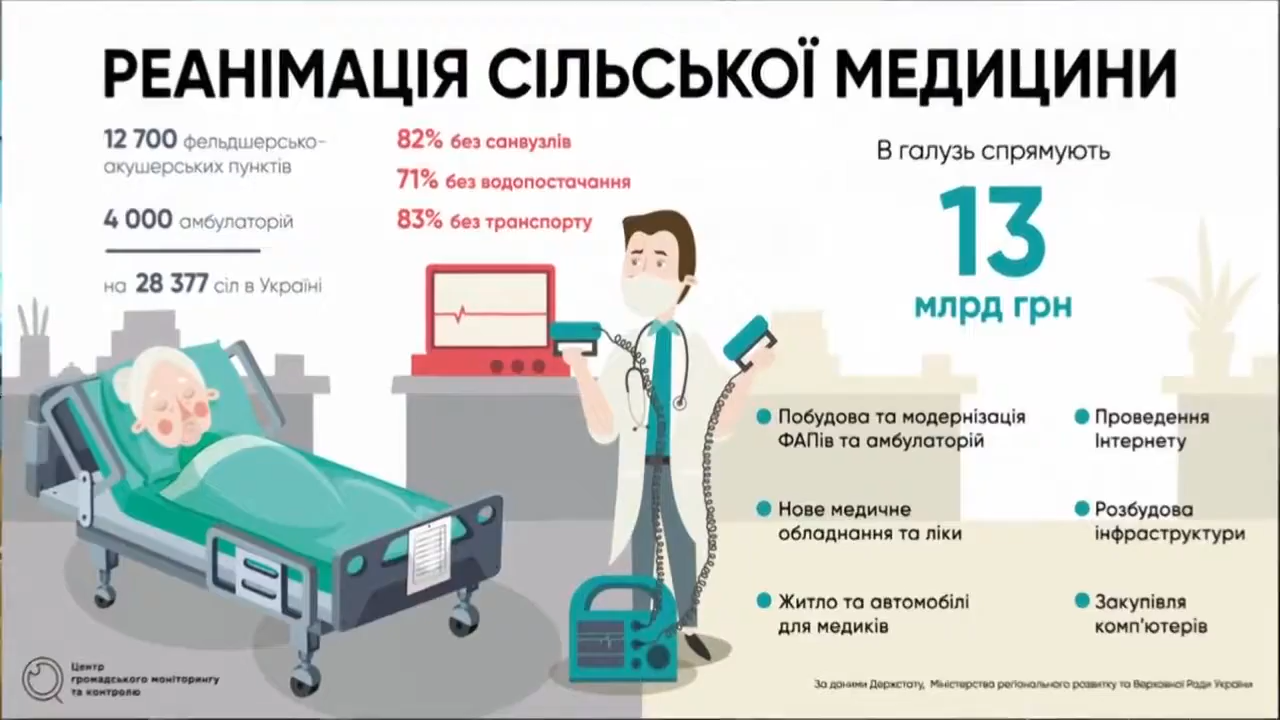 РЕАНІМАЦІЯ СІЛЬСЬКОЇ МЕДИЦИНИ
12 700 фельдшерсько-
акушерських пунктів
4 000 амбулаторій
на 28 377 сіл в Україні
82% без санвузлів
71% без водопостачання
83% без транспорту
В галузь спрямують
13
млрд грн
Побудова та модернізація
ФАПів та амбулаторій
Нове медичне
обладнання та ліки
Житло та автомобілі
для медиків
Проведення
Інтернету
Розбудова
інфраструктури
Закупівля
комп'ютерів
Центр
громадського моніторингу
та контролю
За даними Держстату, Міністерства регіонального розвитку та Верховної Ради України